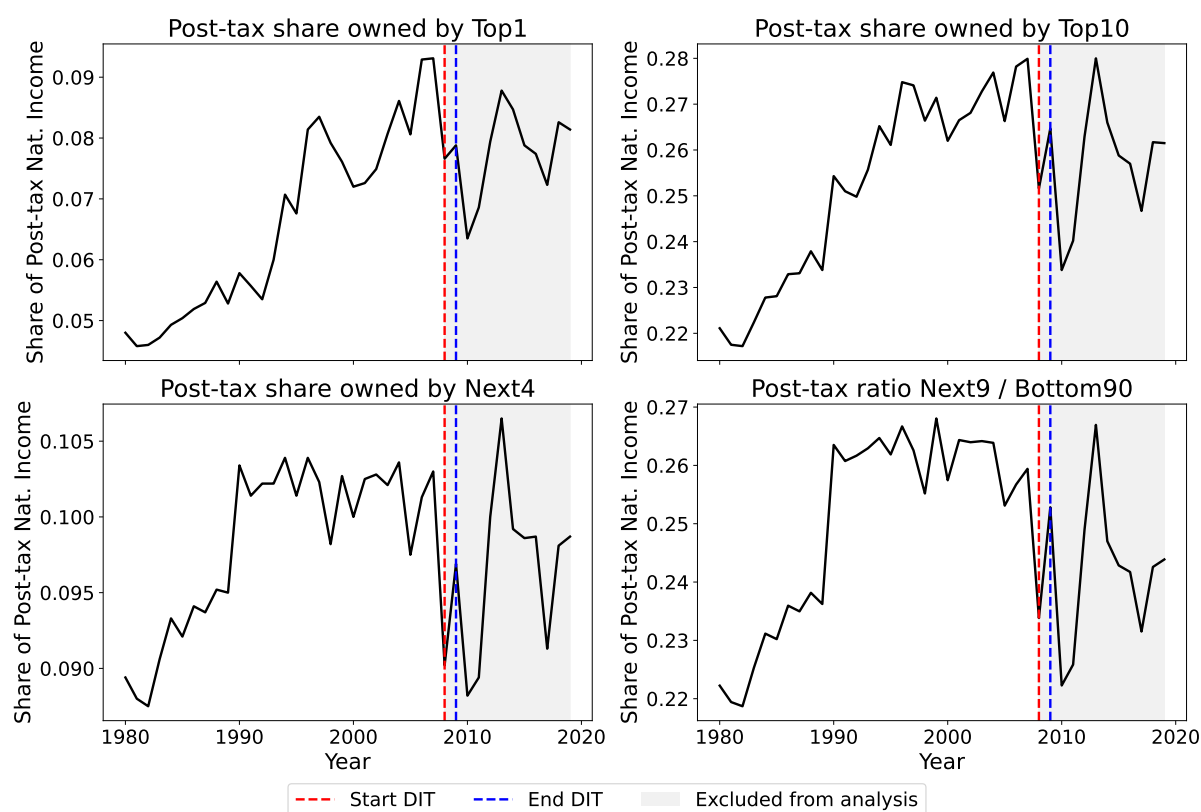 Post-tax share owned by Top1
Share of Post-tax Nat. Income
0.09
0.08
0.07
0.06
0.05
Post-tax share owned by Top10
Share of Post-tax Nat. Income
0.28
0.27
0.26
0.25
0.24
0.23
0.22
Post-tax share owned by Next4
Share of Post-tax Nat. Income
0.105
0.100
0.095
0.090
1980 1990 2000 2010 2020
Year
Post-tax ratio Next9 / Bottom90
Share of Post-tax Nat. Income
0.27
0.26
0.25
0.24
0.23
0.22
1980 1990 2000 2010 2020
Year
Start DIT End DIT Excluded from analysis